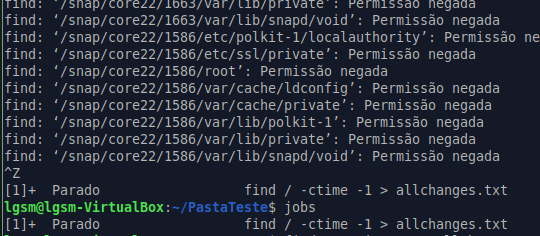 find: ‘/snap/core22/1663/var/lib/private’: Permissão negada
find: ‘/snap/core22/1663/var/lib/snapd/void’: Permissão negada
find: ‘/snap/core22/1586/etc/polkit-1/localauthority’: Permissão ne
find: ‘/snap/core22/1586/etc/ssl/private’: Permissão negada
find: ‘/snap/core22/1586/root’: Permissão negada
find: ‘/snap/core22/1586/var/cache/ldconfig’: Permissão negada
find: ‘/snap/core22/1586/var/cache/private’: Permissão negada
find: ‘/snap/core22/1586/var/lib/polkit-1’: Permissão negada
find: ‘/snap/core22/1586/var/lib/private’: Permissão negada
find: ‘/snap/core22/1586/var/lib/snapd/void’: Permissão negada
^Z
[1]+  Parado                  find / -ctime -1 > allchanges.txt
lgsm@lgsm-VirtualBox:~/PastaTeste$ jobs
[1]+  Parado                  find / -ctime -1 > allchanges.txt